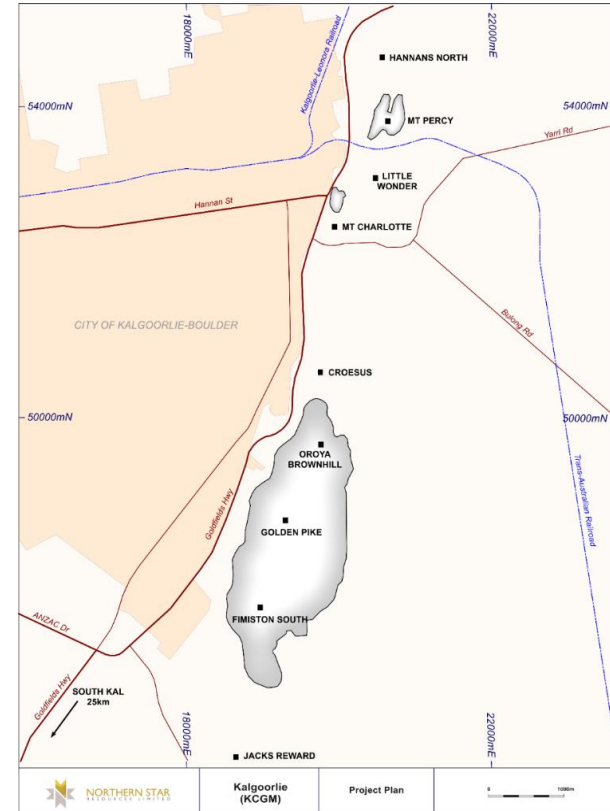 18000mE
22000mE
Kalgoorlie-Leonora Railroad
HANNANS NORTH
54000mN
54000mN
MT PERCY
Yarri Rd
LITTLE
WONDER
Hannan St
MT CHARLOTTE
CITY OF KALGOORLIE-BOULDER
Bulong Rd
CROESUS
50000mN
50000mN
OROYA
BROWNHILL
Trans-Australian Railroad
Goldfields Hwy
GOLDEN PIKE
FIMISTON SOUTH
ANZAC Dr
Goldfields Hwy
SOUTH KAL
25km
18000mE
22000mE
JACKS REWARD
NORTHERN STAR
RESOURCES LIMITED
Kalgoorlie
(KCGM)
Project Plan
0
1000m